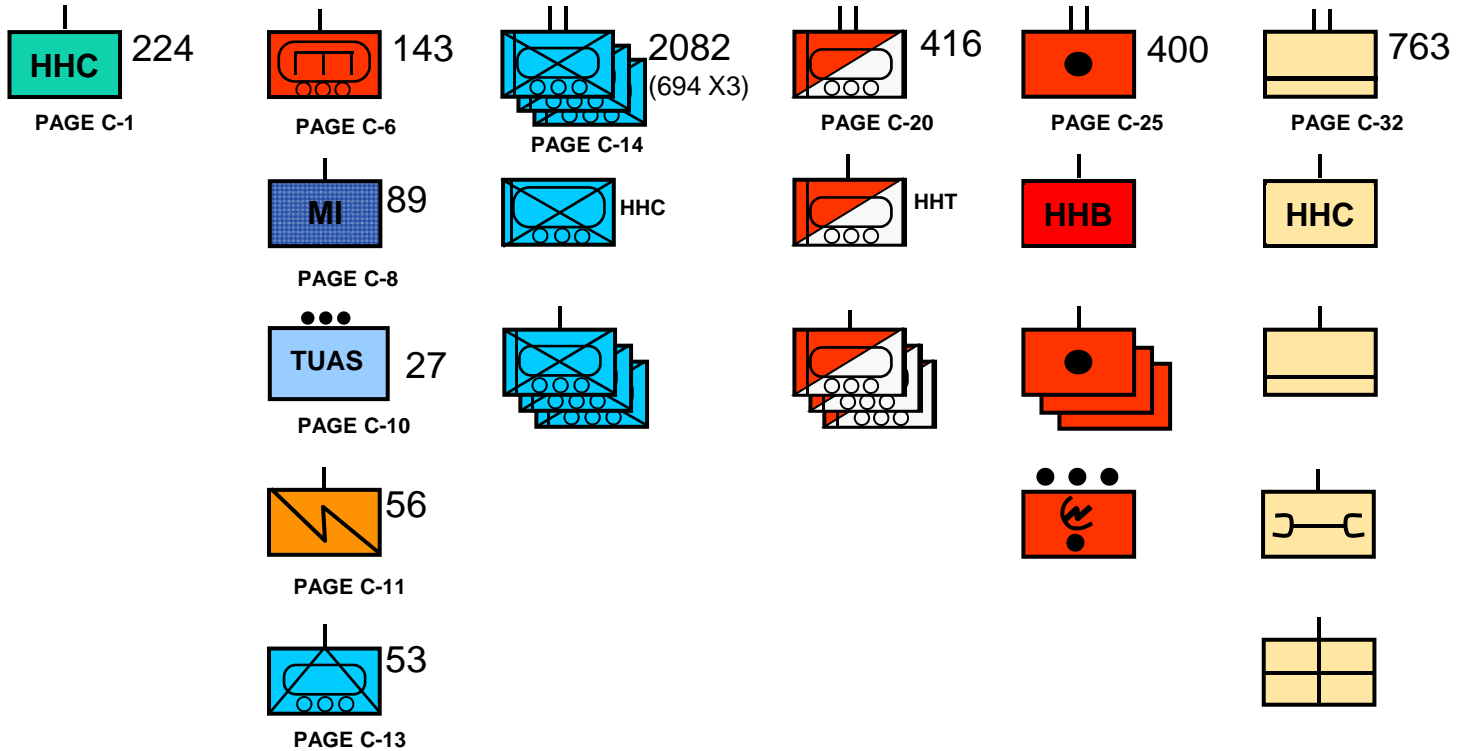 HHC 224
PAGE C-1
143
PAGE C-6
2082
(694 X3)
PAGE C-14
416
PAGE C-20
400
PAGE C-25
763
PAGE C-32
MI 89
PAGE C-8
HHC
HHT
HHB
HHC
TUAS 27
PAGE C-10
56
PAGE C-11
53
PAGE C-13